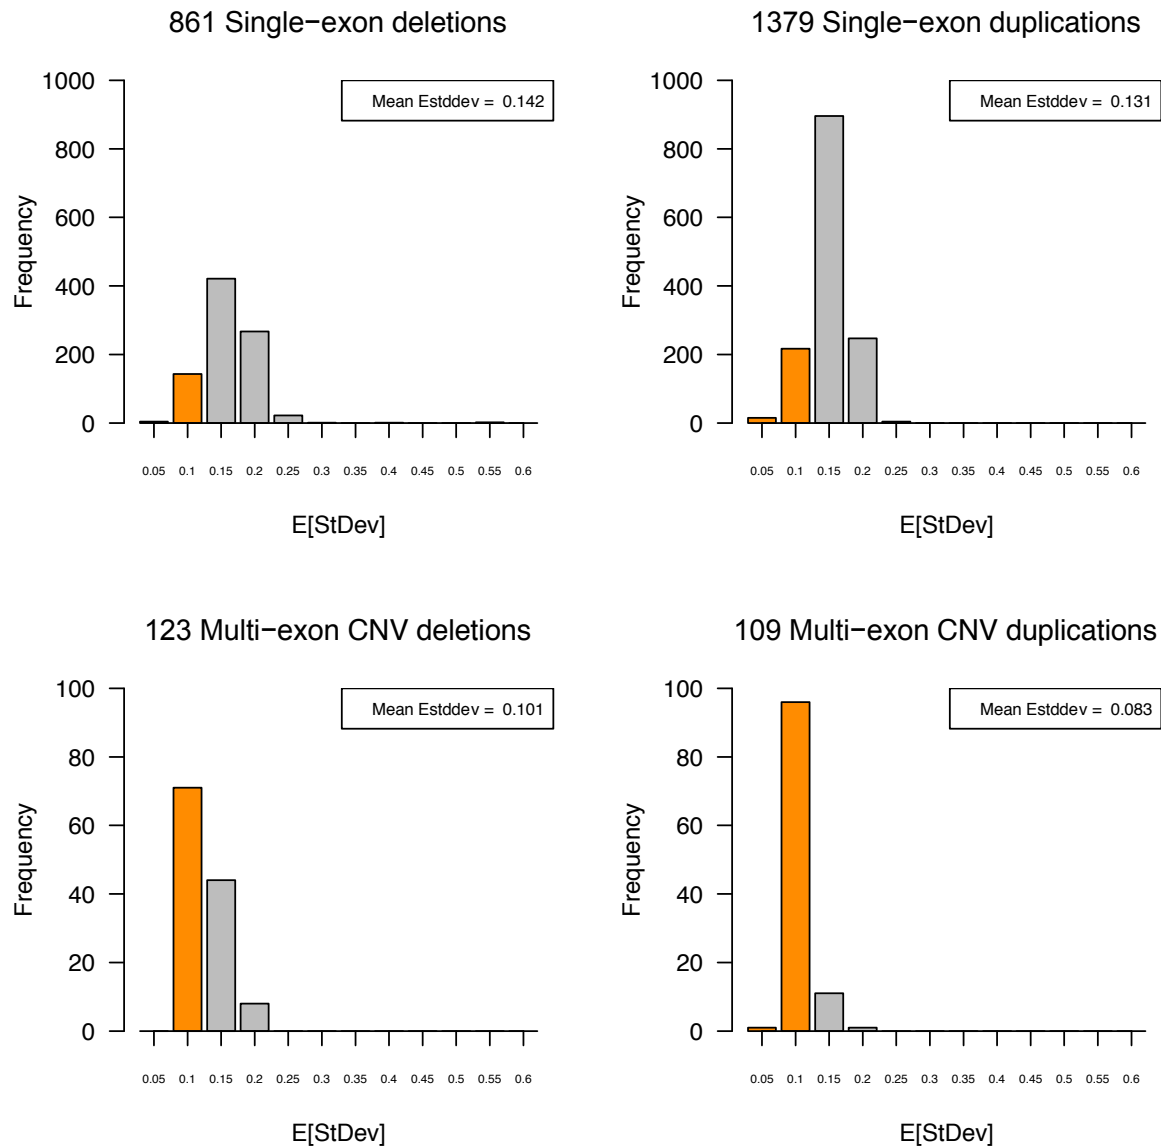 861 Single−exon deletions
Mean Estddev = 0.142
1000
800
600
400
200
0
Frequency
0.05 0.1 0.15 0.2 0.25 0.3 0.35 0.4 0.45 0.5 0.55 0.6
E[StDev]
1379 Single−exon duplications
Mean Estddev = 0.131
1000
800
600
400
200
0
Frequency
0.05 0.1 0.15 0.2 0.25 0.3 0.35 0.4 0.45 0.5 0.55 0.6
E[StDev]
123 Multi−exon CNV deletions
Mean Estddev = 0.101
100
80
60
40
20
0
Frequency
0.05 0.1 0.15 0.2 0.25 0.3 0.35 0.4 0.45 0.5 0.55 0.6
E[StDev]
109 Multi−exon CNV duplications
Mean Estddev = 0.083
100
80
60
40
20
0
Frequency
0.05 0.1 0.15 0.2 0.25 0.3 0.35 0.4 0.45 0.5 0.55 0.6
E[StDev]